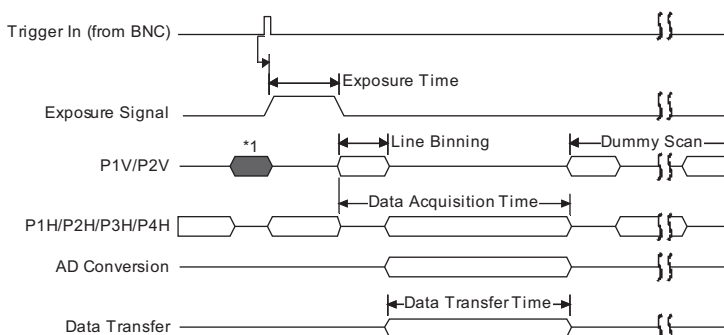 Trigger In (from BNC)
Exposure Time
Exposure Signal
*1
Line Binning
Dummy Scan
P1V/P2V
Data Acquisition Time
P1H/P2H/P3H/P4H
AD Conversion
Data Transfer Time
Data Transfer